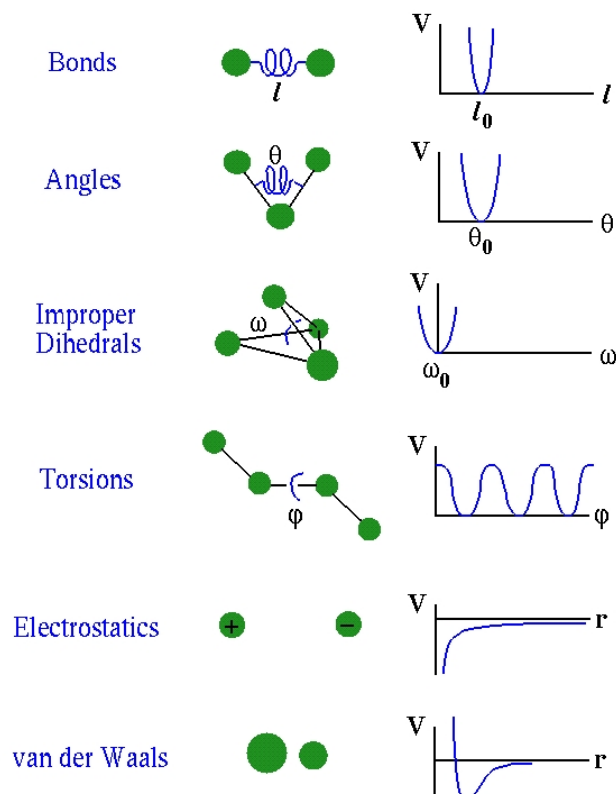 Bonds
l
V
l
l₀
Angles
θ
V
θ
θ₀
Improper
Dihedrals
ω
V
ω
ω₀
Torsions
φ
V
φ
Electrostatics
+
−
V
r
van der Waals
V
r